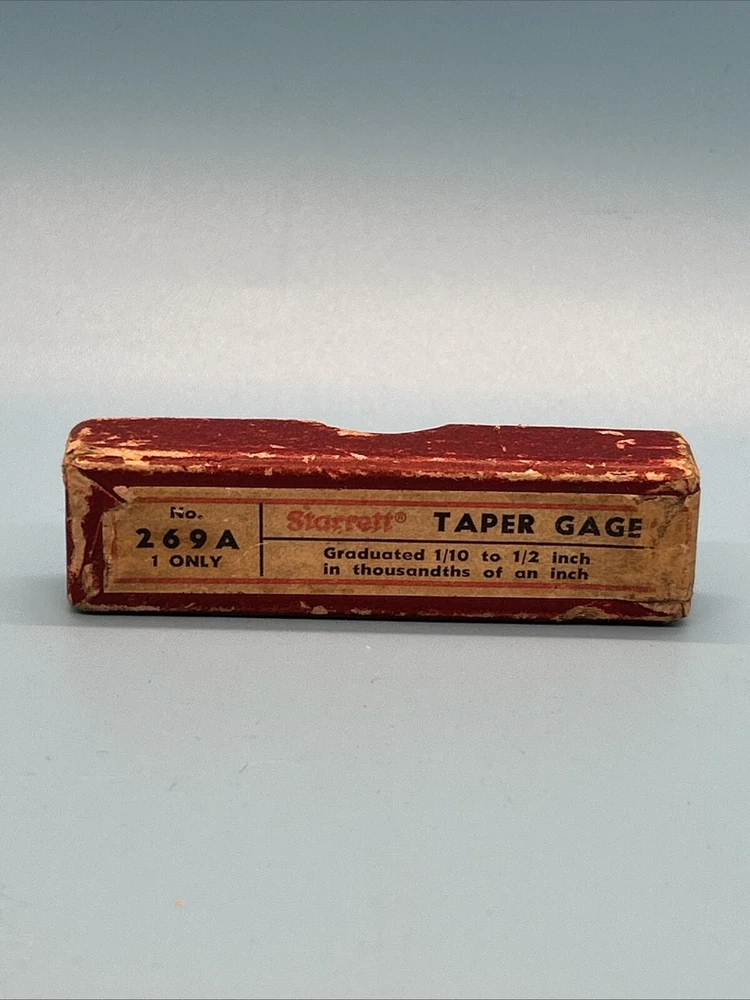 No.
269A
1 ONLY
Starrett® TAPER GAGE
Graduated 1/10 to 1/2 inch
in thousandths of an inch